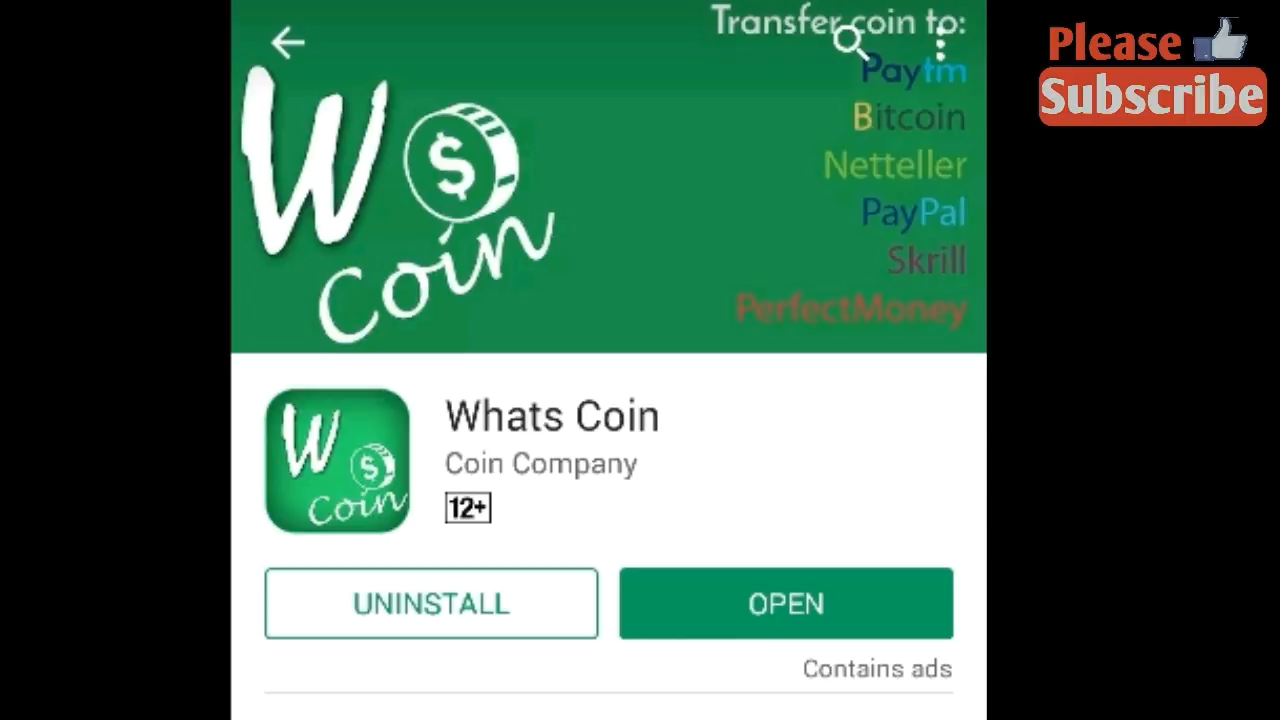 Transfer coin to:
Paytm
Bitcoin
Netteller
PayPal
Skrill
PerfectMoney
W
Coin
Please
Subscribe
W
Coin
Whats Coin
Coin Company
12+
UNINSTALL
OPEN
Contains ads